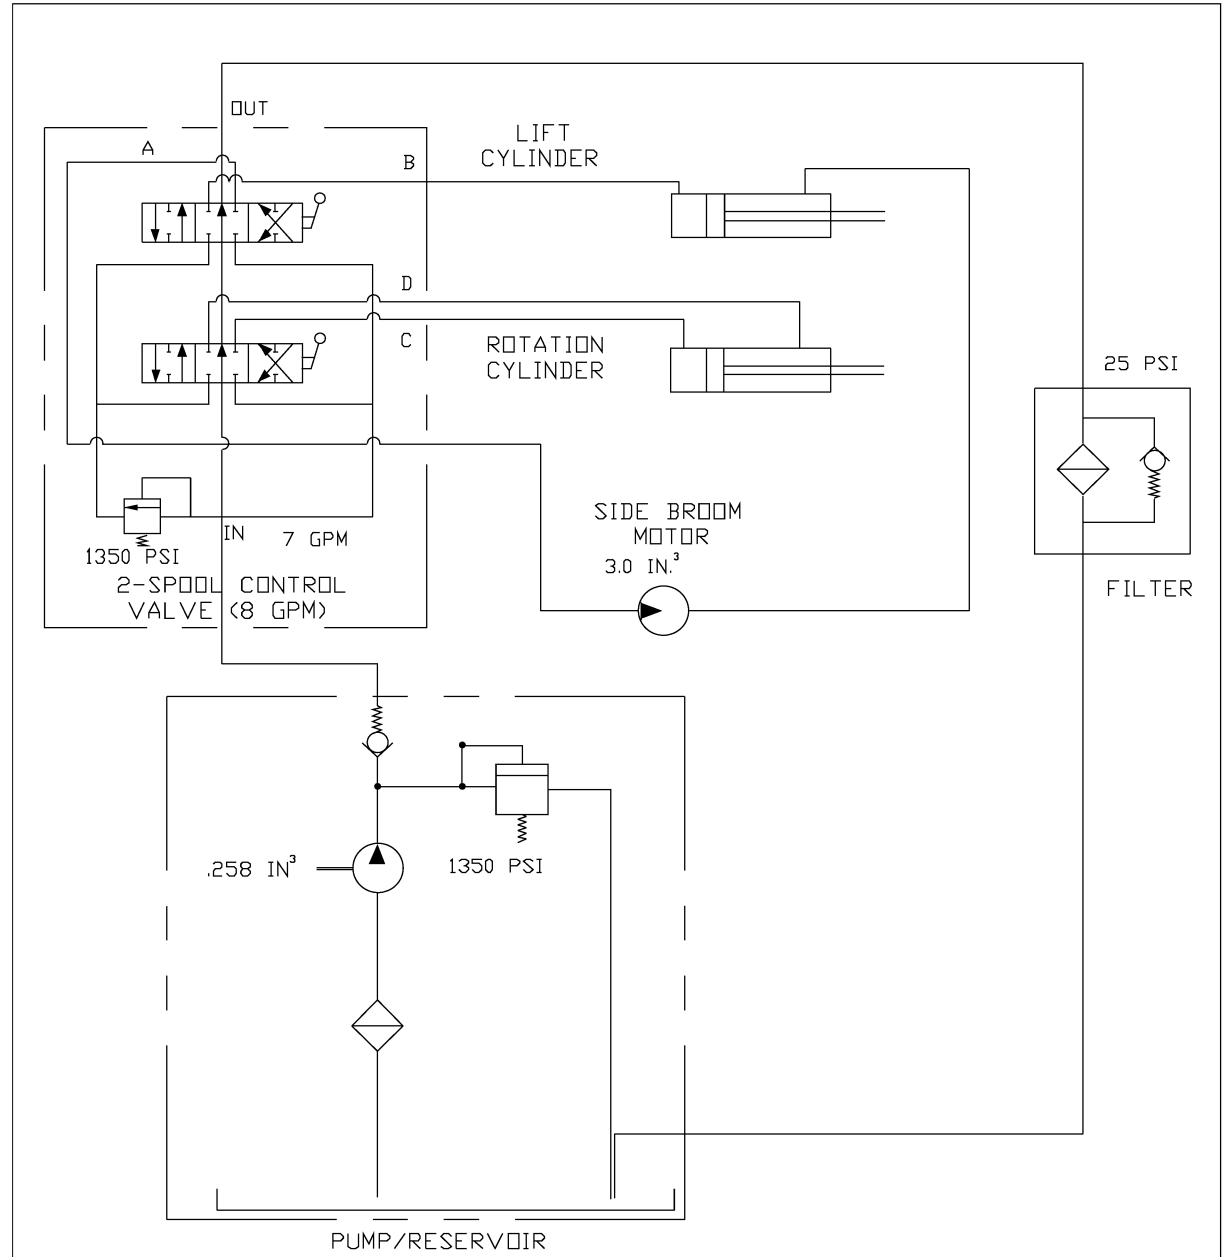 OUT
A
LIFT
CYLINDER
B
D
C
ROTATION
CYLINDER
25 PSI
SIDE BROOM
MOTOR
3.0 IN.³
IN
7 GPM
1350 PSI
2-SPOOL CONTROL
VALVE (8 GPM)
FILTER
.258 IN³
1350 PSI
PUMP/RESERVOIR